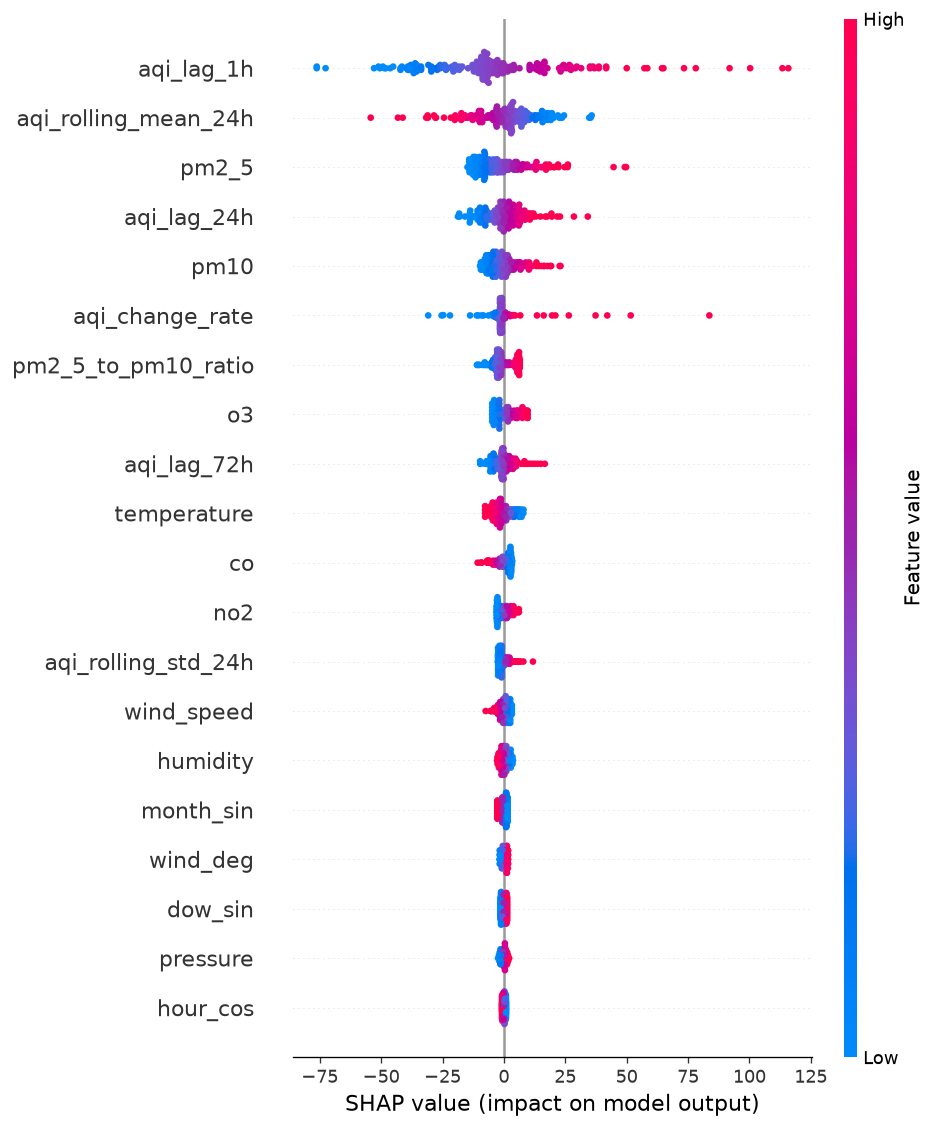 High
aqi_lag_1h
aqi_rolling_mean_24h
pm2_5
aqi_lag_24h
pm10
aqi_change_rate
pm2_5_to_pm10_ratio
o3
aqi_lag_72h
temperature
co
no2
aqi_rolling_std_24h
wind_speed
humidity
month_sin
wind_deg
dow_sin
pressure
hour_cos
Feature value
Low
−75 −50 −25 0 25 50 75 100 125
SHAP value (impact on model output)